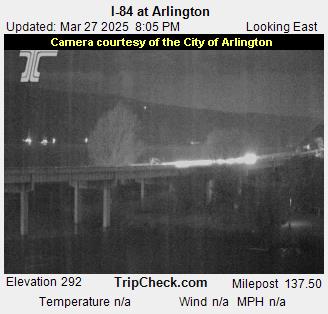 I-84 at Arlington
Updated: Mar 27 2025 8:05 PM Looking East
Camera courtesy of the City of Arlington
Elevation 292 TripCheck.com Milepost 137.50
Temperature n/a Wind n/a MPH n/a